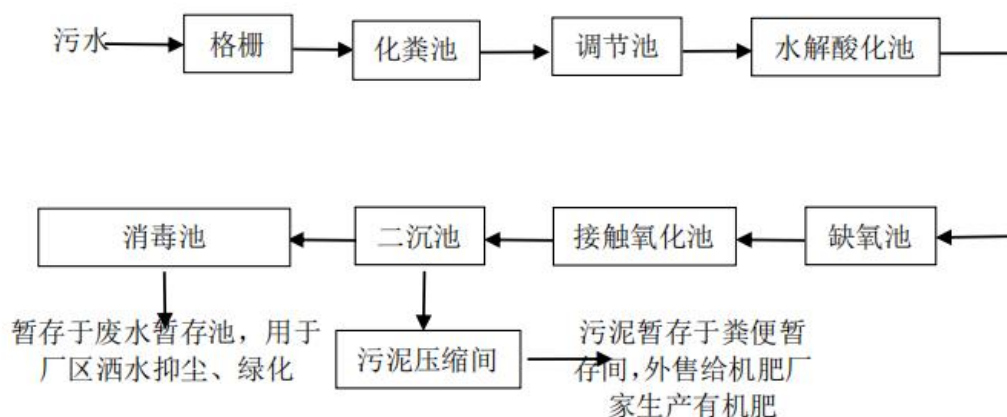 污水
格栅
化粪池
调节池
水解酸化池
消毒池
二沉池
接触氧化池
缺氧池
暂存于废水暂存池，用于
厂区洒水抑尘、绿化
污泥压缩间
污泥暂存于粪便暂
存间，外售给机肥厂
家生产有机肥